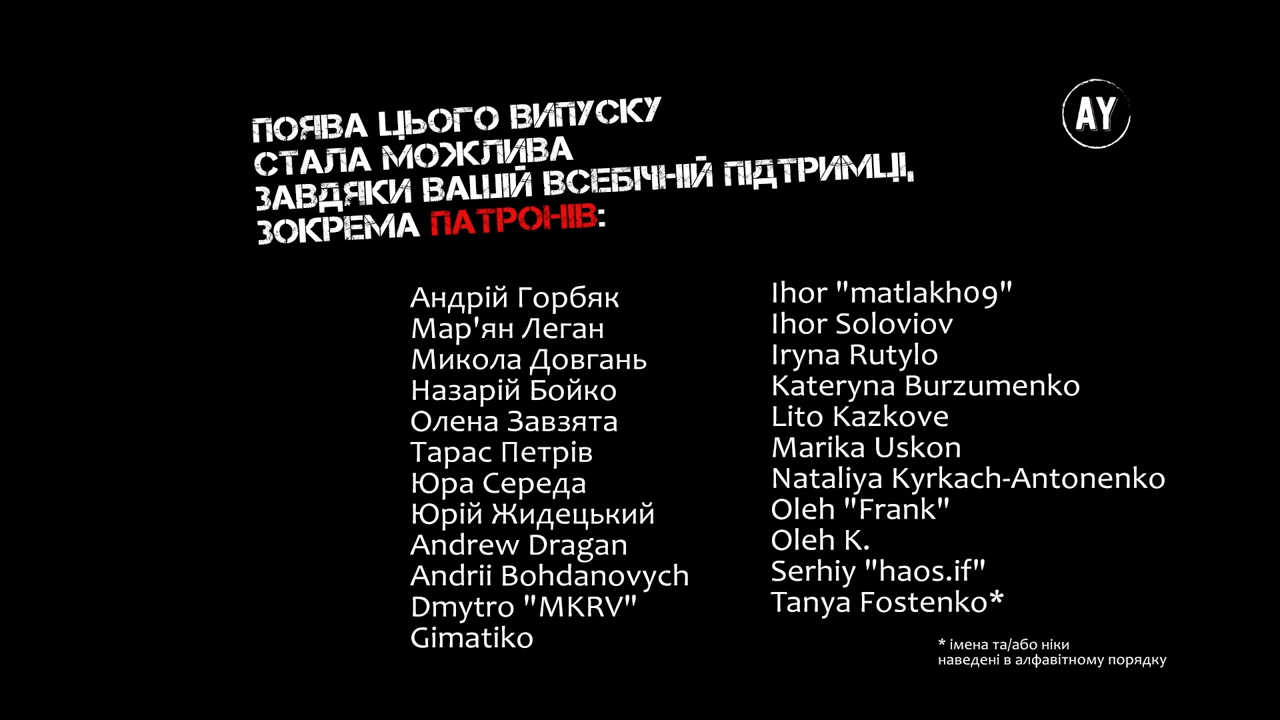 ПОЯВА ЦЬОГО ВИПУСКУ
СТАЛА МОЖЛИВА
ЗАВДЯКИ ВАШІЙ ВСЕБІЧНІЙ ПІДТРИМЦІ,
ЗОКРЕМА ПАТРОНІВ:
AY
Андрій Горбяк
Мар'ян Леган
Микола Довгань
Назарій Бойко
Олена Завзята
Тарас Петрів
Юра Середа
Юрій Жидецький
Andrew Dragan
Andrii Bohdanovych
Dmytro "MKRV"
Gimatiko
Ihor "matlakh09"
Ihor Soloviov
Iryna Rutylo
Kateryna Burzumenko
Lito Kazkove
Marika Uskon
Nataliya Kyrkach-Antonenko
Oleh "Frank"
Oleh K.
Serhiy "haos.if"
Tanya Fostenko*
* імена та/або ніки
наведені в алфавітному порядку